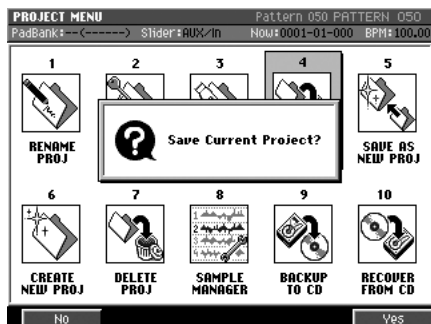 PROJECT MENU Pattern 050 PATTERN 050
PadBank:--(------>) Slider:AUX/In Now:0001-01-000 BPM:100.00
1 2 3 4 5
RENAME PROJ
SAVE AS NEW PROJ
Save Current Project?
6 7 8 9 10
CREATE NEW PROJ
DELETE PROJ
SAMPLE MANAGER
BACKUP TO CD
RECOVER FROM CD
No Yes